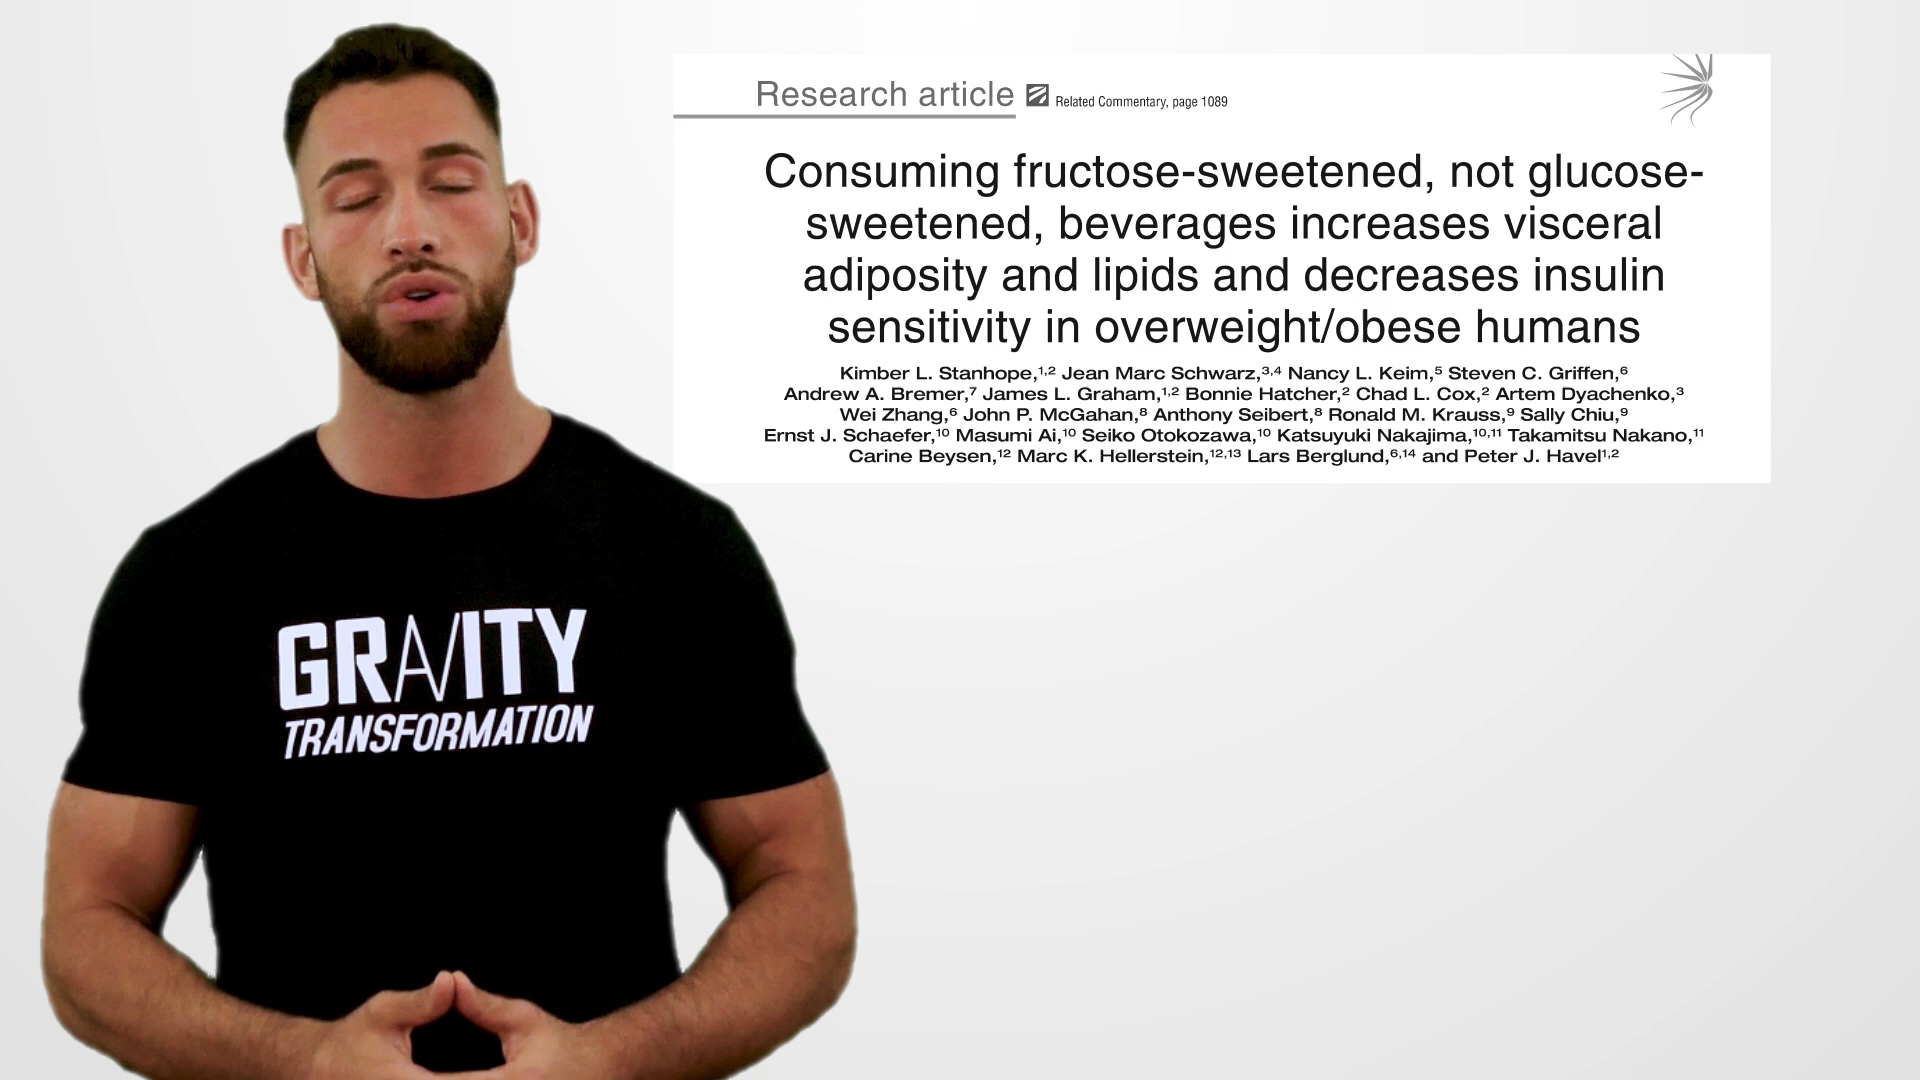 Research article Related Commentary, page 1089
Consuming fructose-sweetened, not glucose-
sweetened, beverages increases visceral
adiposity and lipids and decreases insulin
sensitivity in overweight/obese humans
Kimber L. Stanhope,1,2 Jean Marc Schwarz,3,4 Nancy L. Keim,5 Steven C. Griffen,6
Andrew A. Bremer,7 James L. Graham,1,2 Bonnie Hatcher,2 Chad L. Cox,2 Artem Dyachenko,3
Wei Zhang,6 John P. McGahan,8 Anthony Seibert,8 Ronald M. Krauss,9 Sally Chiu,9
Ernst J. Schaefer,10 Masumi Ai,10 Seiko Otokozawa,10 Katsuyuki Nakajima,10,11 Takamitsu Nakano,11
Carine Beysen,12 Marc K. Hellerstein,12,13 Lars Berglund,6,14 and Peter J. Havel1,2
GRAVITY
TRANSFORMATION